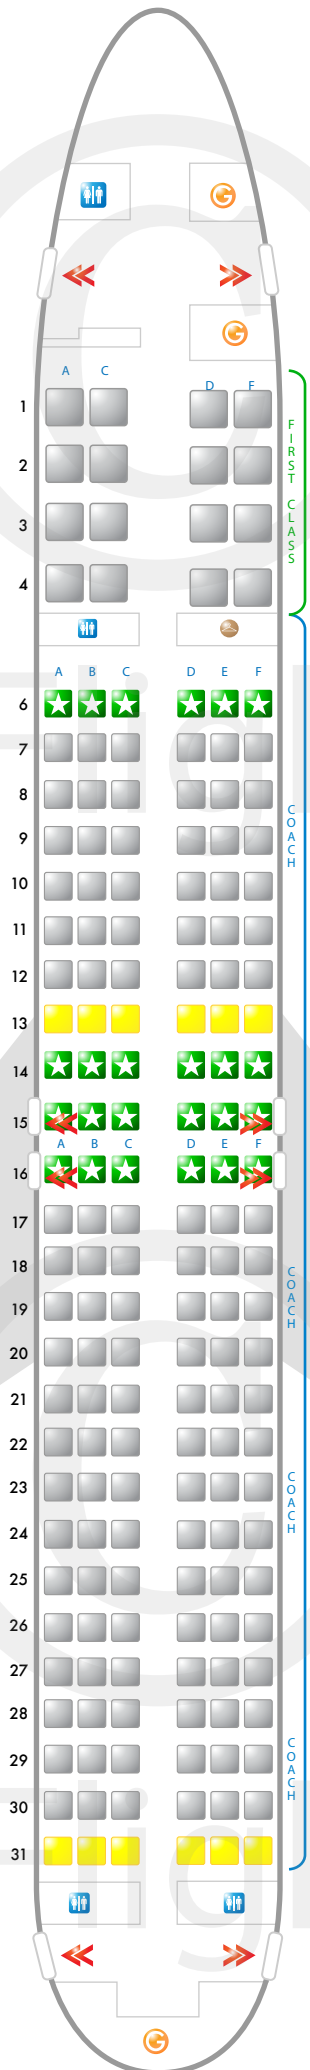 G
G
A C D F
1
2
3
4
FIRST CLASS
A B C D E F
6
7
8
9
COACH
10
11
12
13
14
15
A B C D E F
16
17
18
19
COACH
20
21
22
23
COACH
24
25
26
27
28
29
COACH
30
31
G